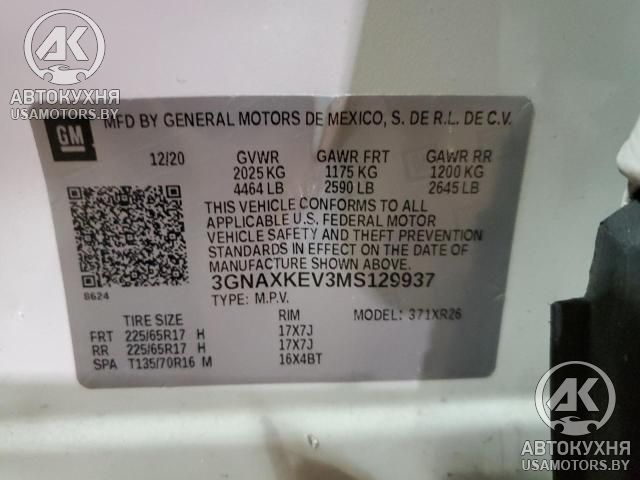 AK
АВТОКУХНЯ
USAMOTORS.BY
GM
MFD BY GENERAL MOTORS DE MEXICO, S. DE R.L. DE C.V.
12/20 GVWR GAWR FRT GAWR RR
2025 KG 1175 KG 1200 KG
4464 LB 2590 LB 2645 LB
THIS VEHICLE CONFORMS TO ALL
APPLICABLE U.S. FEDERAL MOTOR
VEHICLE SAFETY AND THEFT PREVENTION
STANDARDS IN EFFECT ON THE DATE OF
MANUFACTURE SHOWN ABOVE.
8624
3GNAXKEV3MS129937
TYPE: M.P.V.
TIRE SIZE RIM MODEL: 371XR26
FRT 225/65R17 H 17X7J
RR 225/65R17 H 17X7J
SPA T135/70R16 M 16X4BT
AK
АВТОКУХНЯ
USAMOTORS.BY